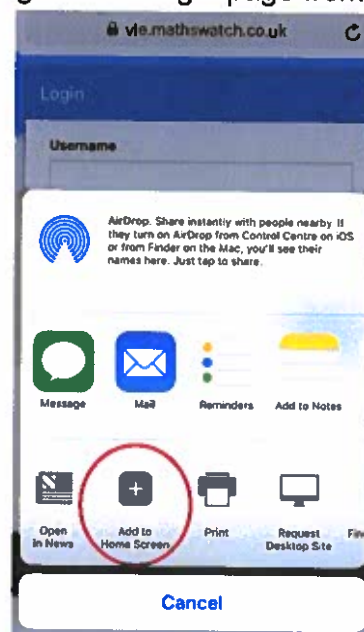 vle.mathswatch.co.uk
Login
Username
AirDrop. Share instantly with people nearby. If
they turn on AirDrop from Control Centre on iOS
or from Finder on the Mac, you'll see their
names here. Just tap to share.
Message Mail Reminders Add to Notes
Open
in News
Add to
Home Screen
Print
Request
Desktop Site
Cancel